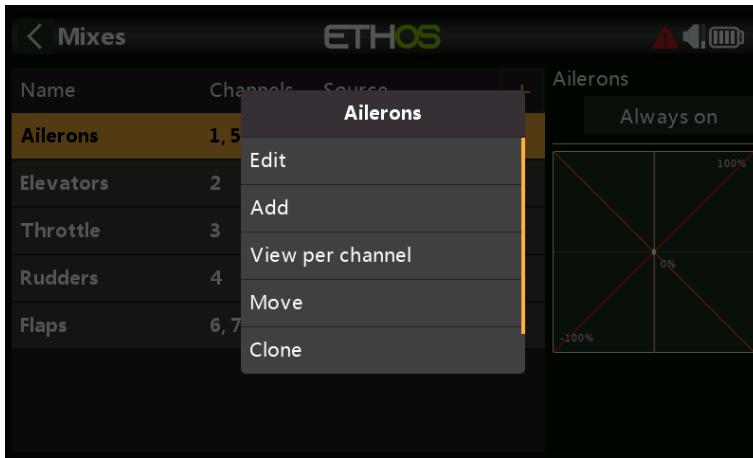 Mixes
ETHOS
Name Channels Source +
Ailerons 1, 5
Elevators 2
Throttle 3
Rudders 4
Flaps 6, 7
Ailerons
Edit
Add
View per channel
Move
Clone
Ailerons
Always on
100%
0%
-100%